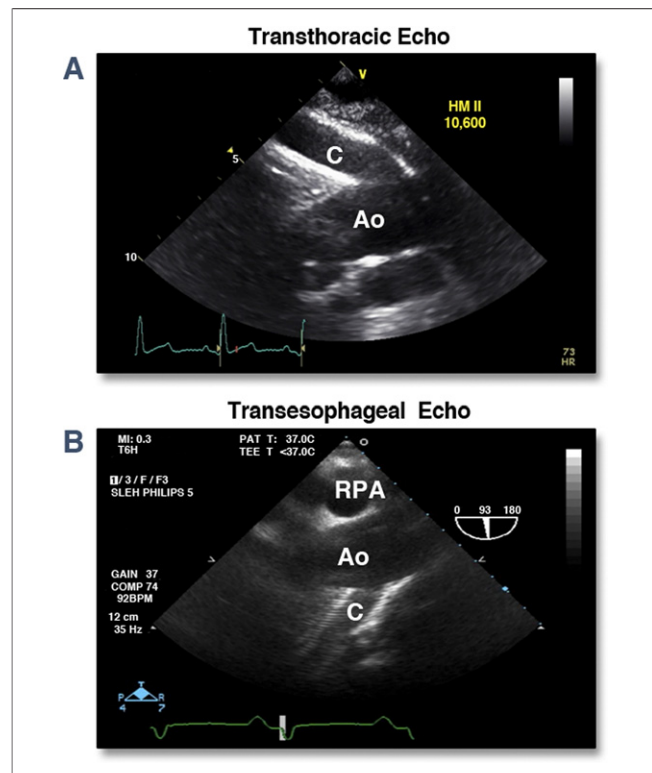 Transthoracic Echo
A
V
HM II
10,600
C
5
Ao
10
73
HR
Transesophageal Echo
B
MI: 0.3
T6H
PAT T: 37.0C
TEE T <37.0C
1/3/F/F3
SLEH PHILIPS 5
RPA
0 93 180
Ao
GAIN 37
COMP 74
92BPM
C
12 cm
35 Hz
T
P R
4 7